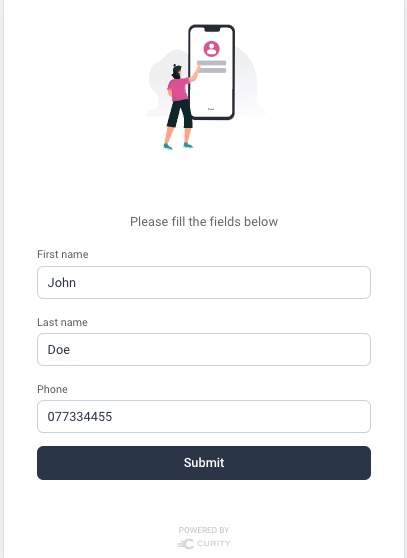 Please fill the fields below
First name
John
Last name
Doe
Phone
077334455
Submit
POWERED BY
CURITY